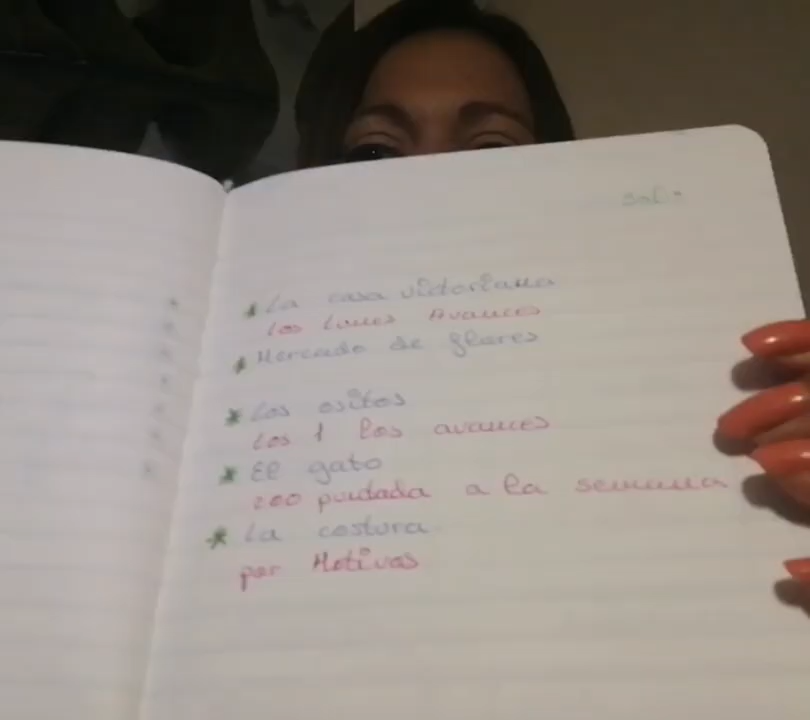 Sal.
* La casa victoriana
Los Lunes Avances
* Mercado de flores
* Los ositos
Los 1 los avances
* El gato
200 puntada a la semana
* La costura
por Motivos